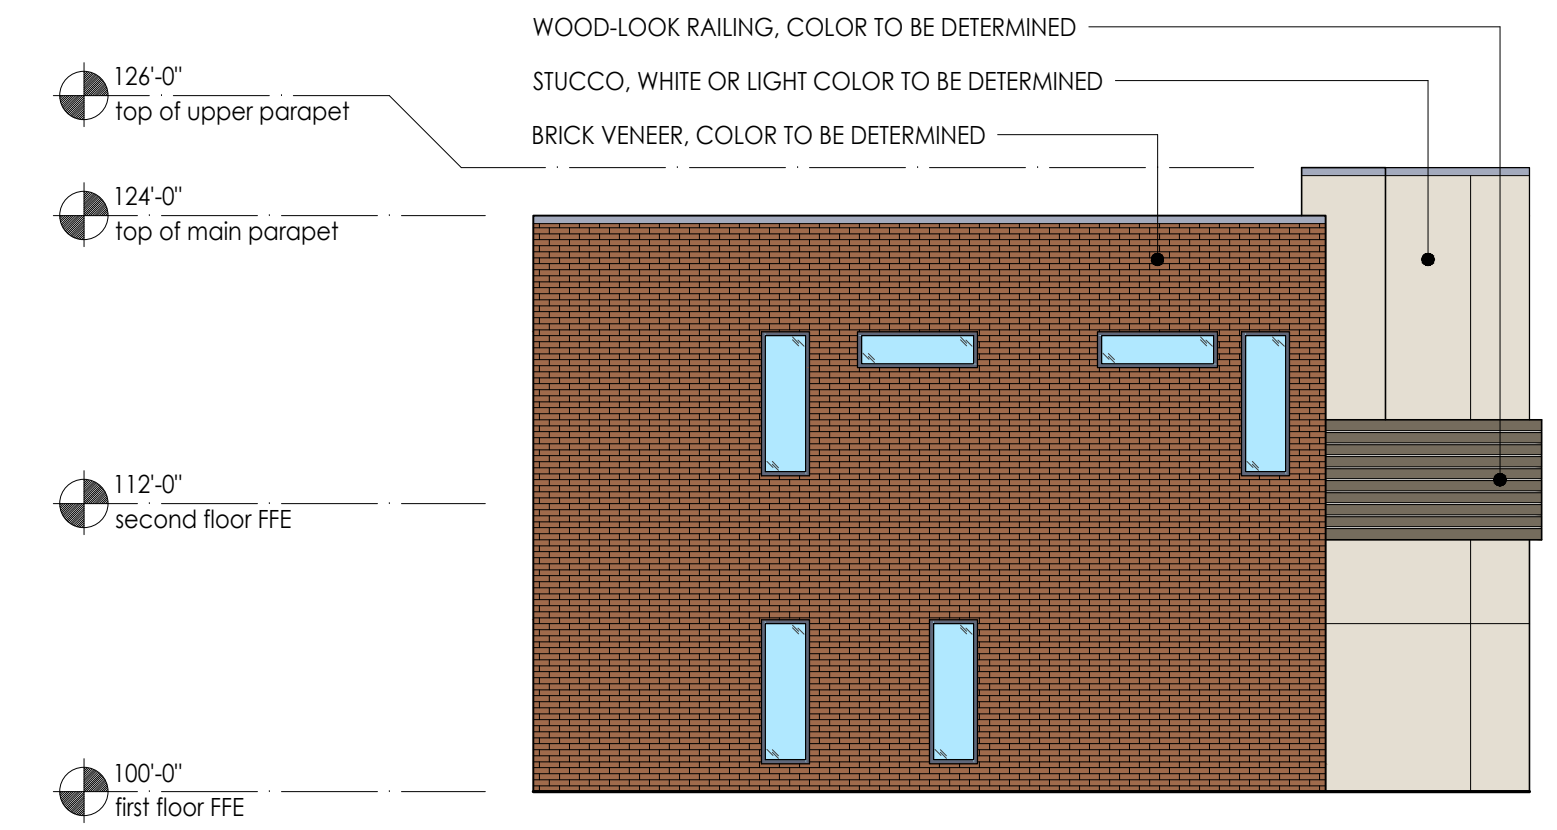 WOOD-LOOK RAILING, COLOR TO BE DETERMINED
126'-0"
top of upper parapet
STUCCO, WHITE OR LIGHT COLOR TO BE DETERMINED
BRICK VENEER, COLOR TO BE DETERMINED
124'-0"
top of main parapet
112'-0"
second floor FFE
100'-0"
first floor FFE